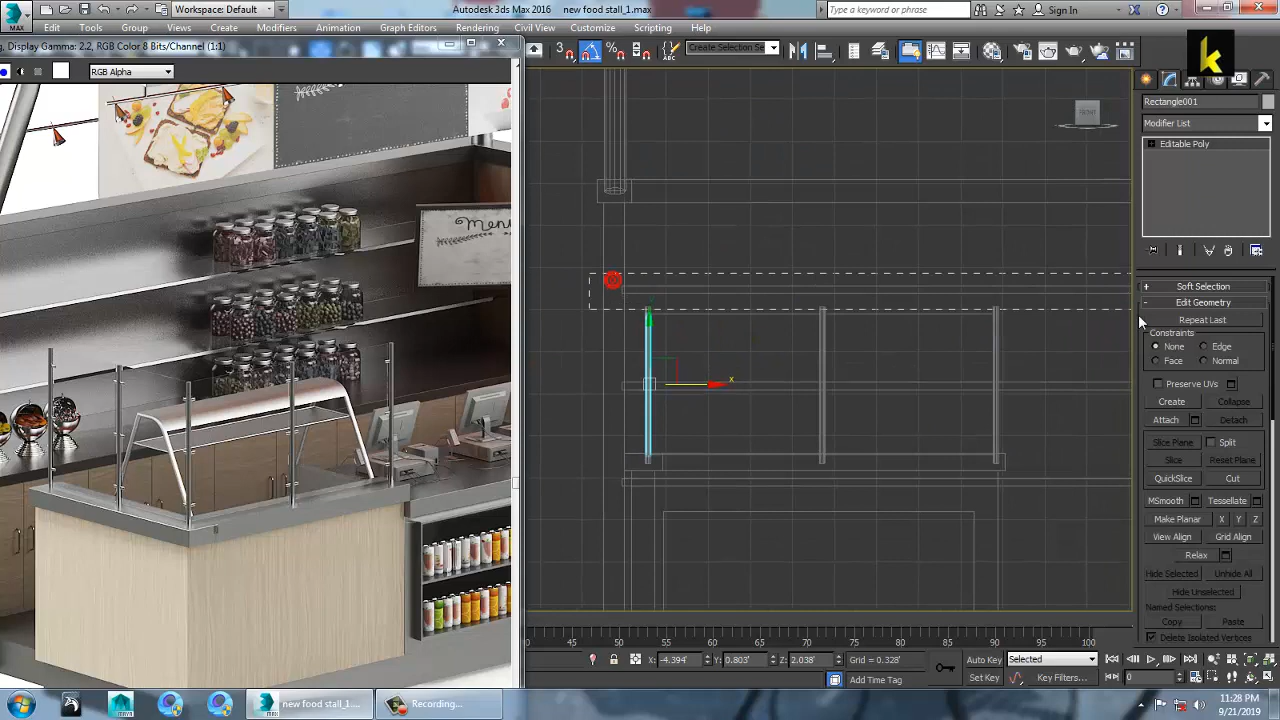 Workspace: Default
Autodesk 3ds Max 2016    new food stall_1.max
Type a keyword or phrase
Sign In
MAX
Edit  Tools  Group  Views  Create  Modifiers  Animation  Graph Editors  Rendering  Civil View  Customize  Scripting  Help
, Display Gamma: 2.2, RGB Color 8 Bits/Channel (1:1)
3
%
ABC
Create Selection Se
k
RGB Alpha
Menu
FRONT
x
Rectangle001
Modifier List
Editable Poly
+ Soft Selection
- Edit Geometry
Repeat Last
Constraints
None  Edge
Face  Normal
Preserve UVs
Create  Collapse
Attach  Detach
Slice Plane  Split
Slice  Reset Plane
QuickSlice  Cut
MSmooth  Tessellate
Make Planar  X  Y  Z
View Align  Grid Align
Relax
Hide Selected  Unhide All
Hide Unselected
Named Selections:
Copy  Paste
Delete Isolated Vertices
45  50  55  60  65  70  75  80  85  90  95  100
X: -4.394'  Y: 0.803'  Z: 2.038'  Grid = 0.328'
Add Time Tag
Auto Key  Selected
Set Key  Key Filters...
0
new food stall_1....
Recording...
11:28 PM
9/21/2019